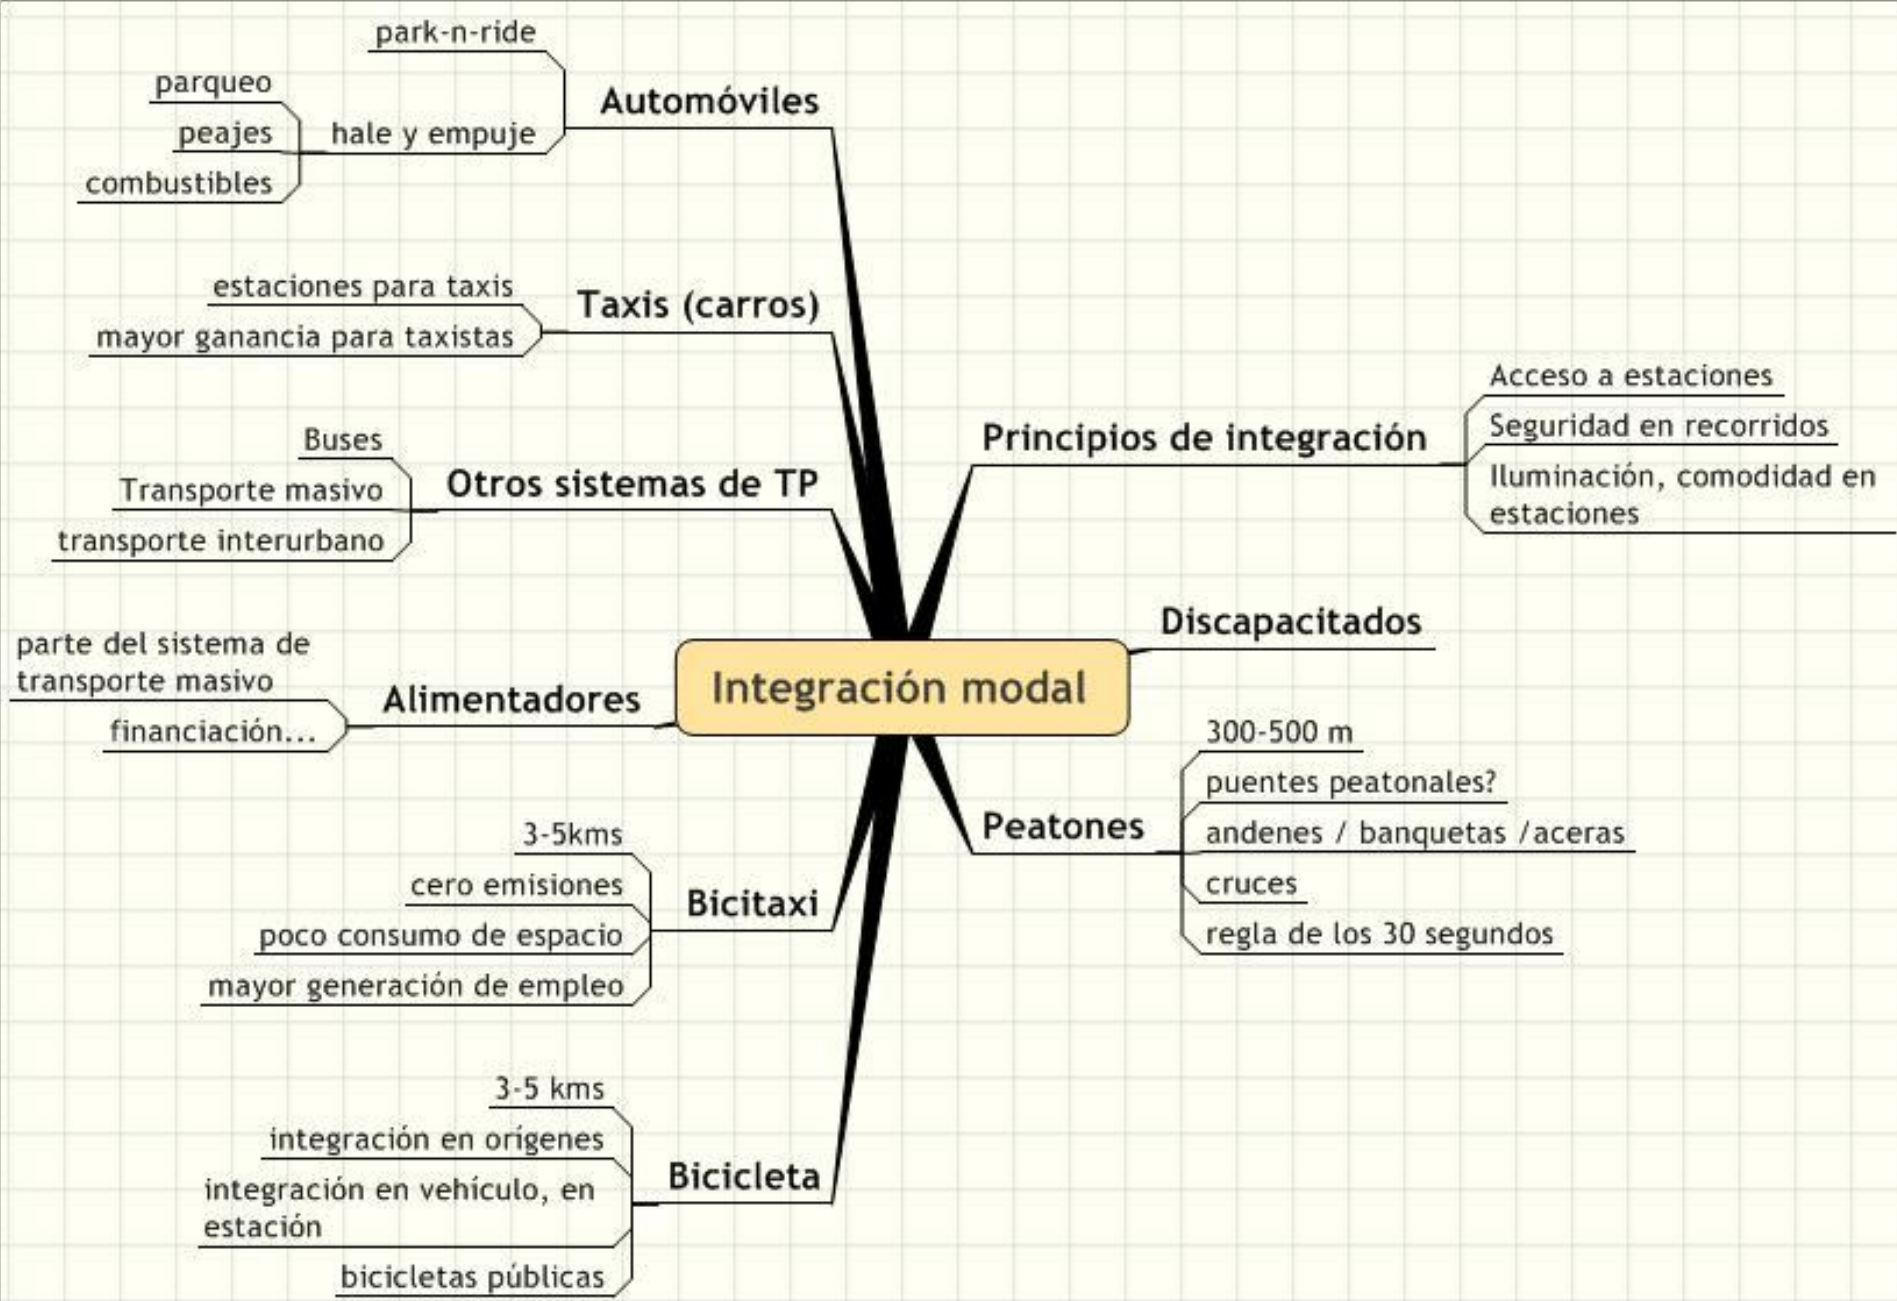 park-n-ride
Automóviles
parqueo
peajes
hale y empuje
combustibles
estaciones para taxis
Taxis (carros)
mayor ganancia para taxistas
Buses
Otros sistemas de TP
Transporte masivo
transporte interurbano
parte del sistema de
transporte masivo
Alimentadores
financiación...
3-5kms
cero emisiones
Bicitaxi
poco consumo de espacio
mayor generación de empleo
3-5 kms
integración en orígenes
Bicicleta
integración en vehículo, en
estación
bicicletas públicas
Integración modal
Principios de integración
Acceso a estaciones
Seguridad en recorridos
Iluminación, comodidad en
estaciones
Discapacitados
Peatones
300-500 m
puentes peatonales?
andenes / banquetas /aceras
cruces
regla de los 30 segundos